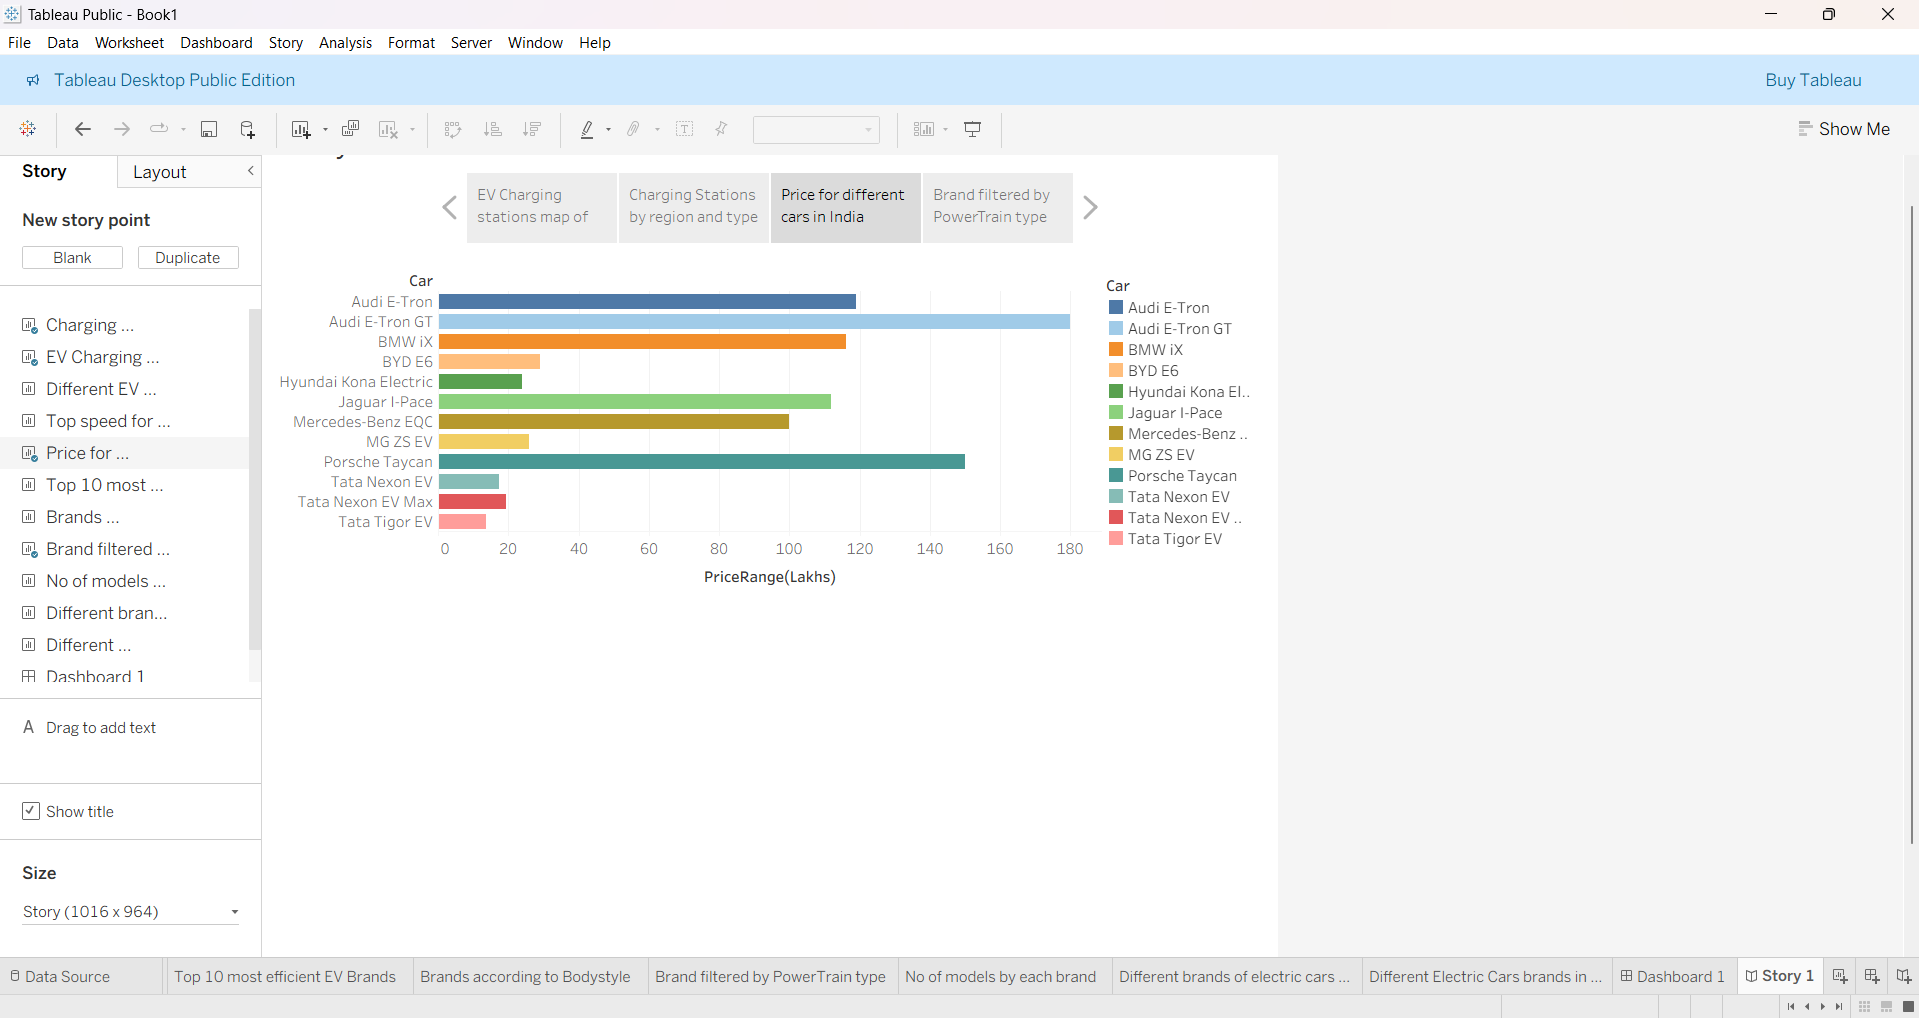 Tableau Public - Book1
File Data Worksheet Dashboard Story Analysis Format Server Window Help
Tableau Desktop Public Edition
Buy Tableau
Show Me
Story
Layout
New story point
Blank
Duplicate
Charging ...
EV Charging ...
Different EV ...
Top speed for ...
Price for ...
Top 10 most ...
Brands ...
Brand filtered ...
No of models ...
Different bran...
Different ...
Dashboard 1
A Drag to add text
Show title
Size
Story (1016 x 964)
EV Charging
stations map of
Charging Stations
by region and type
Price for different
cars in India
Brand filtered by
PowerTrain type
Car
Audi E-Tron
Audi E-Tron GT
BMW iX
BYD E6
Hyundai Kona Electric
Jaguar I-Pace
Mercedes-Benz EQC
MG ZS EV
Porsche Taycan
Tata Nexon EV
Tata Nexon EV Max
Tata Tigor EV
0 20 40 60 80 100 120 140 160 180
PriceRange(Lakhs)
Car
Audi E-Tron
Audi E-Tron GT
BMW iX
BYD E6
Hyundai Kona El..
Jaguar I-Pace
Mercedes-Benz ..
MG ZS EV
Porsche Taycan
Tata Nexon EV
Tata Nexon EV ..
Tata Tigor EV
Data Source
Top 10 most efficient EV Brands
Brands according to Bodystyle
Brand filtered by PowerTrain type
No of models by each brand
Different brands of electric cars ...
Different Electric Cars brands in ...
Dashboard 1
Story 1